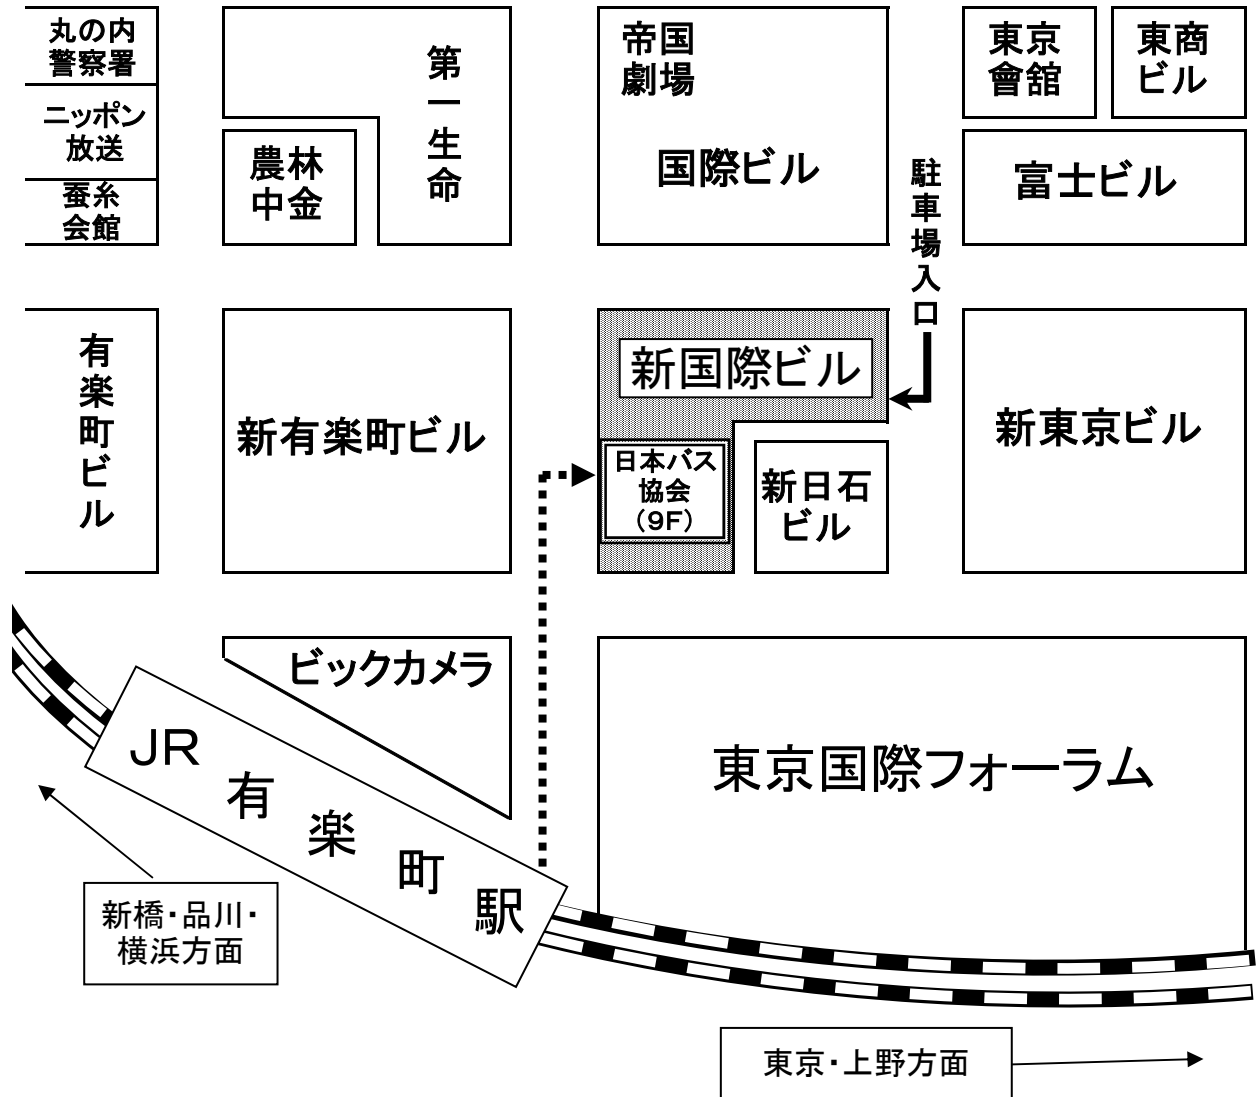 丸の内
警察署
ニッポン
放送
蚕糸
会館
第一生命
農林
中金
帝国
劇場
国際ビル
東京
會舘
東商
ビル
富士ビル
駐車場入口
有楽町ビル
新有楽町ビル
新国際ビル
日本バス
協会
(9F)
新日石
ビル
新東京ビル
ビックカメラ
東京国際フォーラム
JR有楽町駅
新橋・品川・
横浜方面
東京・上野方面